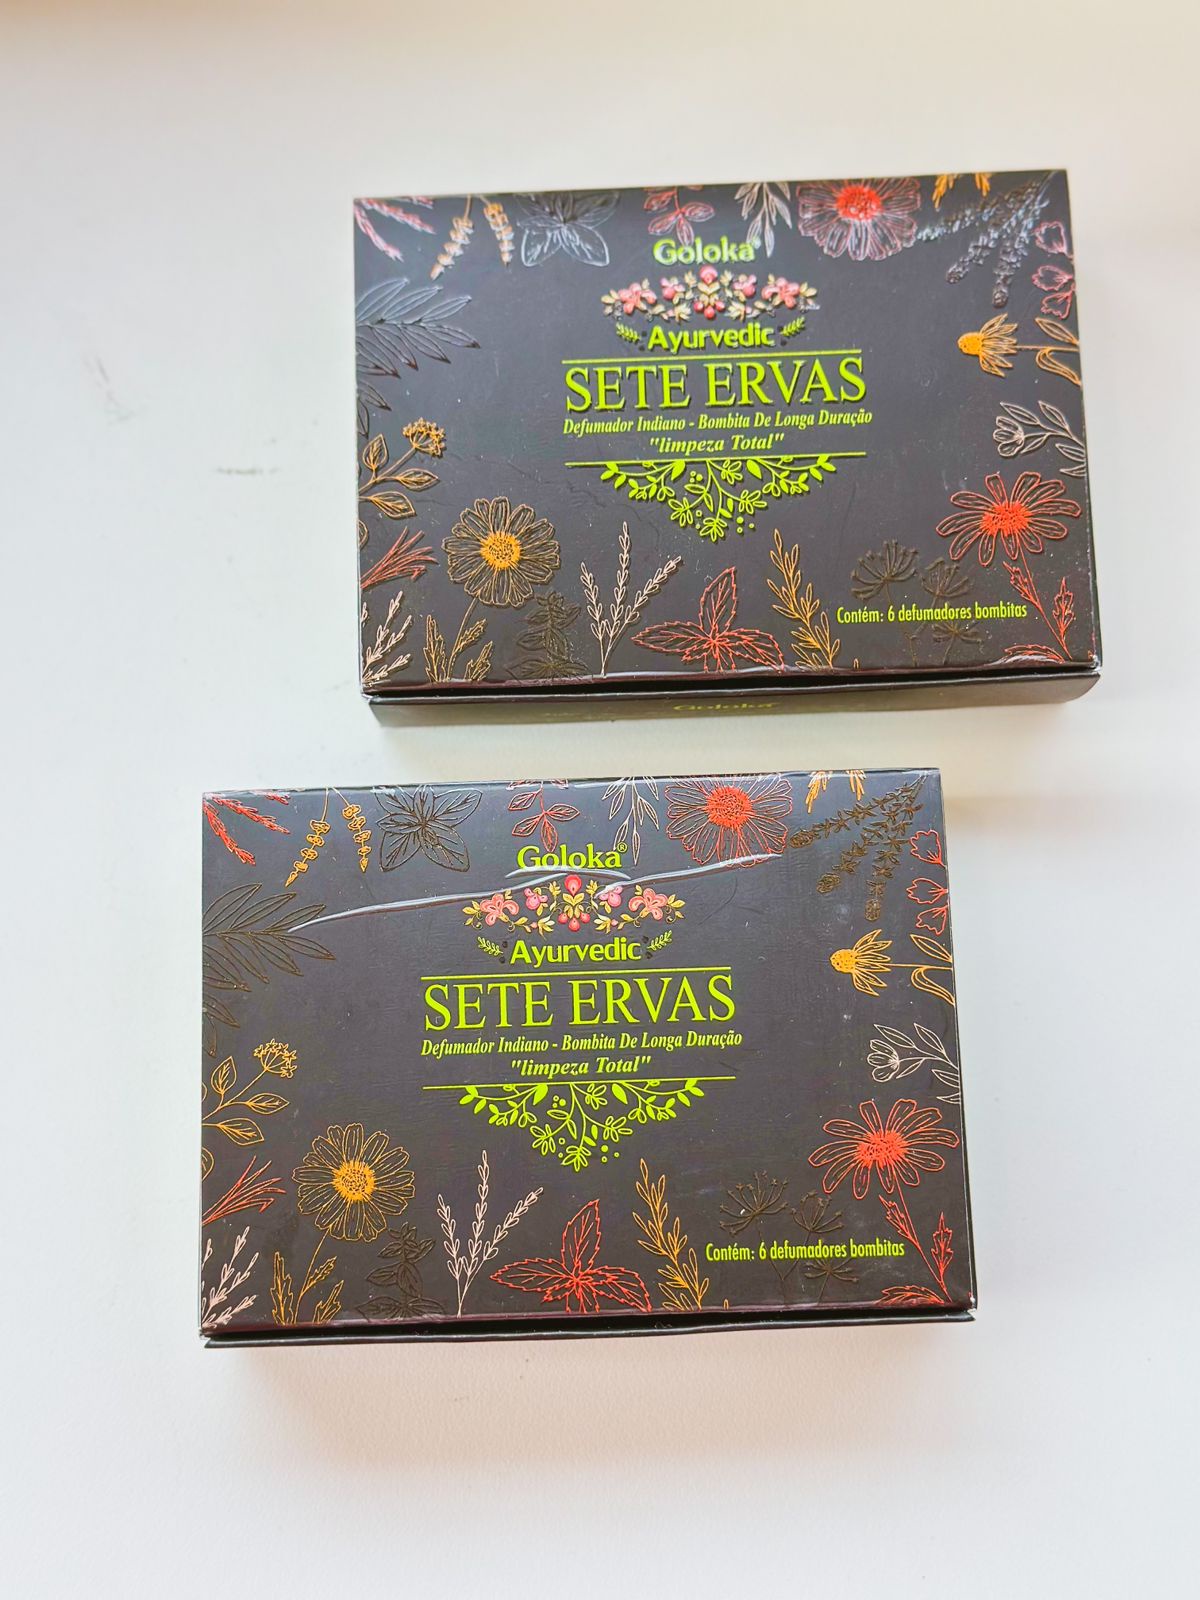 Goloka®
Ayurvedic
SETE ERVAS
Defumador Indiano - Bombita De Longa Duração
"limpeza Total"
Contém: 6 defumadores bombitas
Goloka
Goloka®
Ayurvedic
SETE ERVAS
Defumador Indiano - Bombita De Longa Duração
"limpeza Total"
Contém: 6 defumadores bombitas